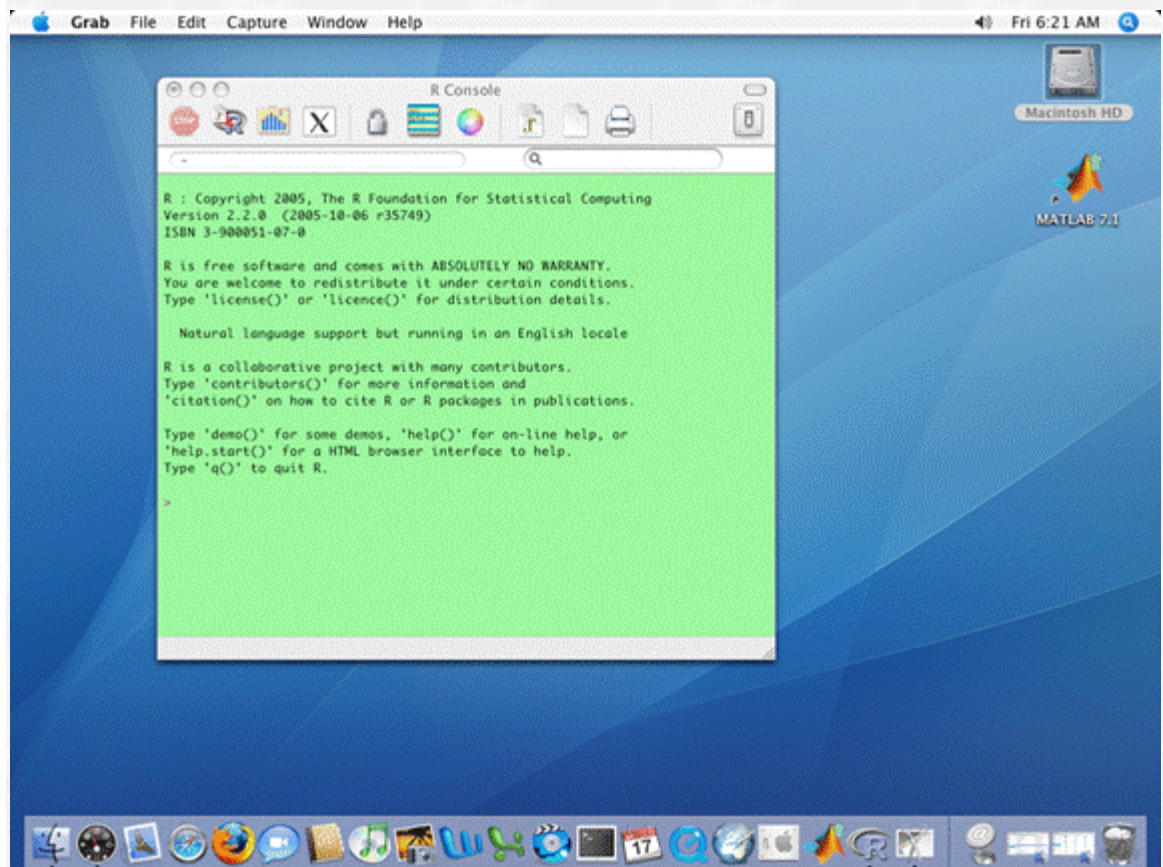 Grab File Edit Capture Window Help Fri 6:21 AM
R Console
Macintosh HD
MATLAB 7.1
R : Copyright 2005, The R Foundation for Statistical Computing
Version 2.2.0 (2005-10-06 r35749)
ISBN 3-900051-07-0
R is free software and comes with ABSOLUTELY NO WARRANTY.
You are welcome to redistribute it under certain conditions.
Type 'license()' or 'licence()' for distribution details.
Natural language support but running in an English locale
R is a collaborative project with many contributors.
Type 'contributors()' for more information and
'citation()' on how to cite R or R packages in publications.
Type 'demo()' for some demos, 'help()' for on-line help, or
'help.start()' for a HTML browser interface to help.
Type 'q()' to quit R.
>
17